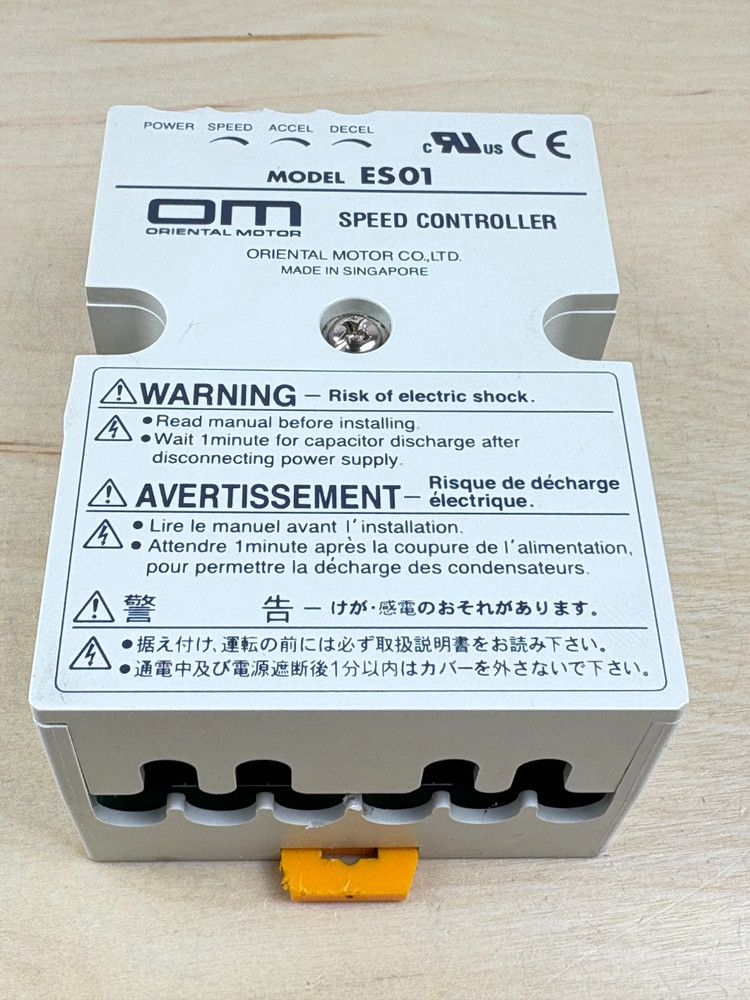 POWER SPEED ACCEL DECEL
c RU US CE
MODEL ES01
OM
ORIENTAL MOTOR
SPEED CONTROLLER
ORIENTAL MOTOR CO.,LTD.
MADE IN SINGAPORE
WARNING – Risk of electric shock.
●Read manual before installing.
●Wait 1minute for capacitor discharge after
disconnecting power supply.
AVERTISSEMENT – Risque de décharge
électrique.
● Lire le manuel avant l'installation.
● Attendre 1minute après la coupure de l'alimentation,
pour permettre la décharge des condensateurs.
警 告 – けが・感電のおそれがあります。
●据え付け、運転の前には必ず取扱説明書をお読み下さい。
●通電中及び電源遮断後1分以内はカバーを外さないで下さい。